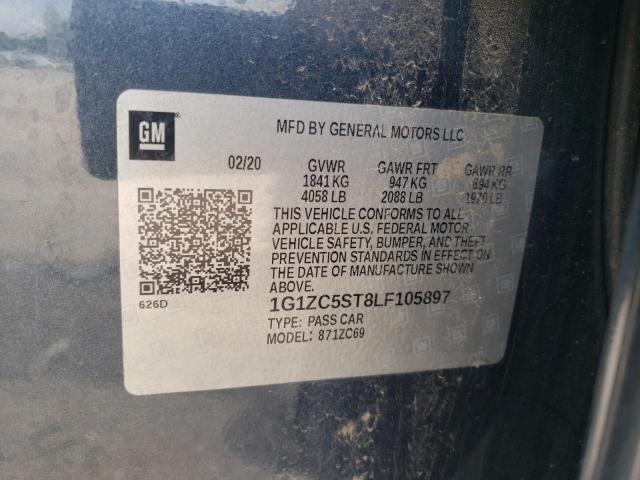 GM
MFD BY GENERAL MOTORS LLC
02/20 GVWR GAWR FRT GAWR RR
1841 KG 947 KG 894 KG
4058 LB 2088 LB 1970 LB
THIS VEHICLE CONFORMS TO ALL
APPLICABLE U.S. FEDERAL MOTOR
VEHICLE SAFETY, BUMPER, AND THEFT
PREVENTION STANDARDS IN EFFECT ON
THE DATE OF MANUFACTURE SHOWN
ABOVE.
626D
1G1ZC5ST8LF105897
TYPE: PASS CAR
MODEL: 871ZC69